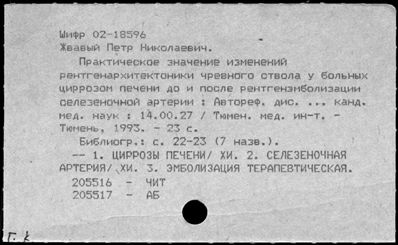 Шифр 02-18596
Жвавый Петр Николаевич.
Практическое значение изменений
рентгенархитектоники чревного ствола у больных
циррозом печени до и после рентгенэмболизации
селезеночной артерии : Автореф. дис. ... канд.
мед. наук : 14.00.27 / Тюмен. мед. ин-т. -
Тюмень, 1993. - 23 с.
Библиогр.: с. 22-23 (7 назв.).
-- 1. ЦИРРОЗЫ ПЕЧЕНИ/ ХИ. 2. СЕЛЕЗЕНОЧНАЯ
АРТЕРИЯ/ ХИ. 3. ЭМБОЛИЗАЦИЯ ТЕРАПЕВТИЧЕСКАЯ.
205516 - ЧИТ
205517 - АБ